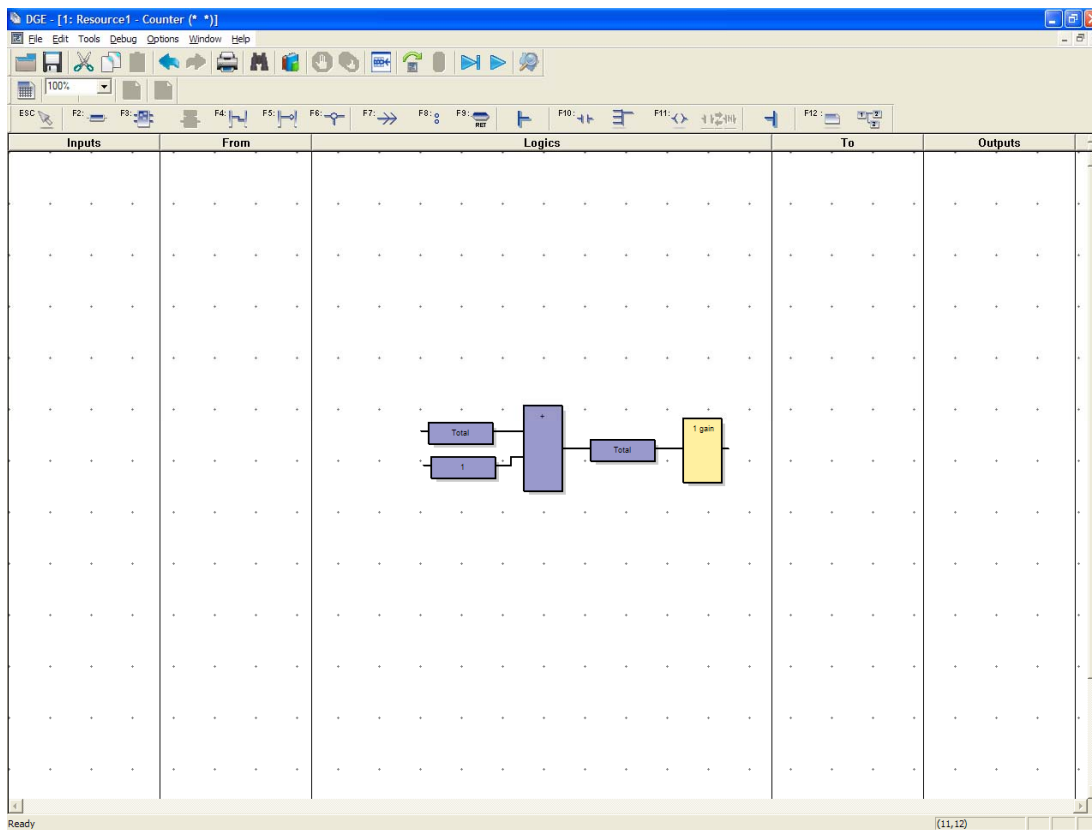 DGE - [1: Resource1 - Counter (* *)]
File Edit Tools Debug Options Window Help
100%
ESC F2: F3: F4: F5: F6: F7: F8: F9: RET F10: F11: F12:
Inputs From Logics To Outputs
+
1 gain
Total
Total
1
Ready (11,12)